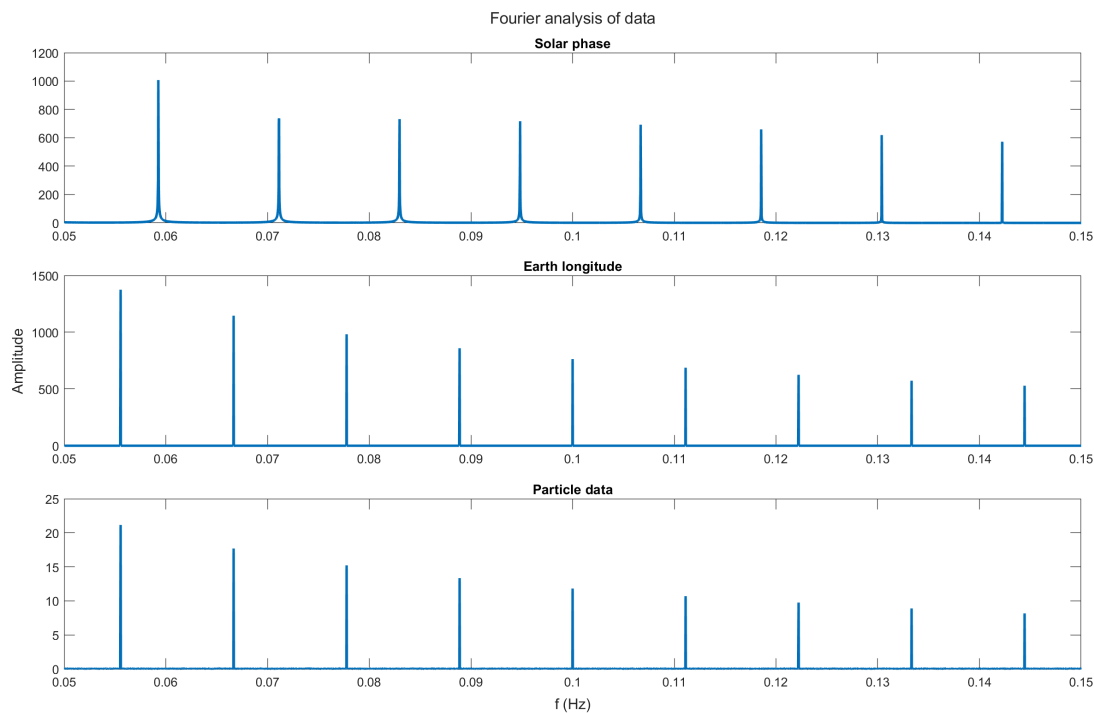 Fourier analysis of data
Solar phase
1200
1000
800
600
400
200
0
0.05 0.06 0.07 0.08 0.09 0.1 0.11 0.12 0.13 0.14 0.15
Earth longitude
1500
1000
500
0
0.05 0.06 0.07 0.08 0.09 0.1 0.11 0.12 0.13 0.14 0.15
Amplitude
Particle data
25
20
15
10
5
0
0.05 0.06 0.07 0.08 0.09 0.1 0.11 0.12 0.13 0.14 0.15
f (Hz)